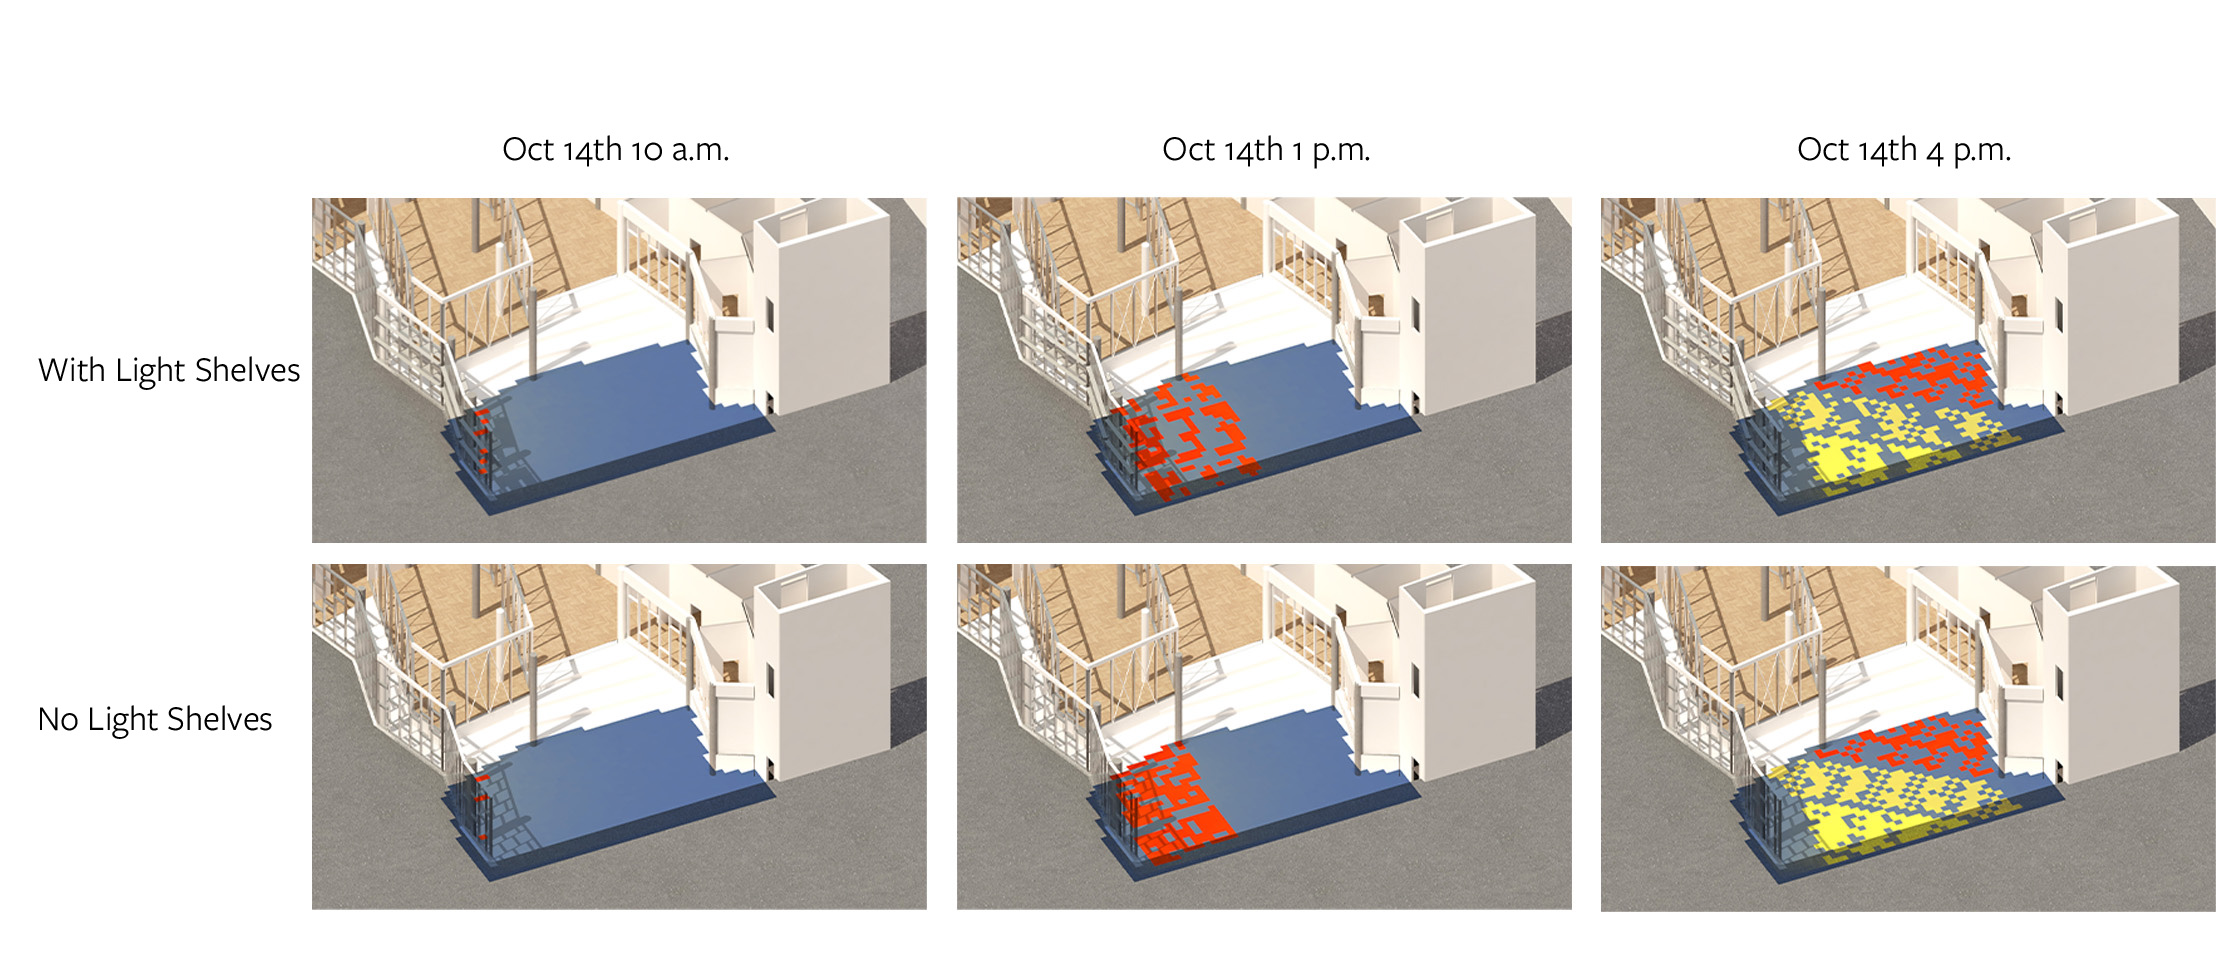 Oct 14th 10 a.m.
Oct 14th 1 p.m.
Oct 14th 4 p.m.
With Light Shelves
No Light Shelves